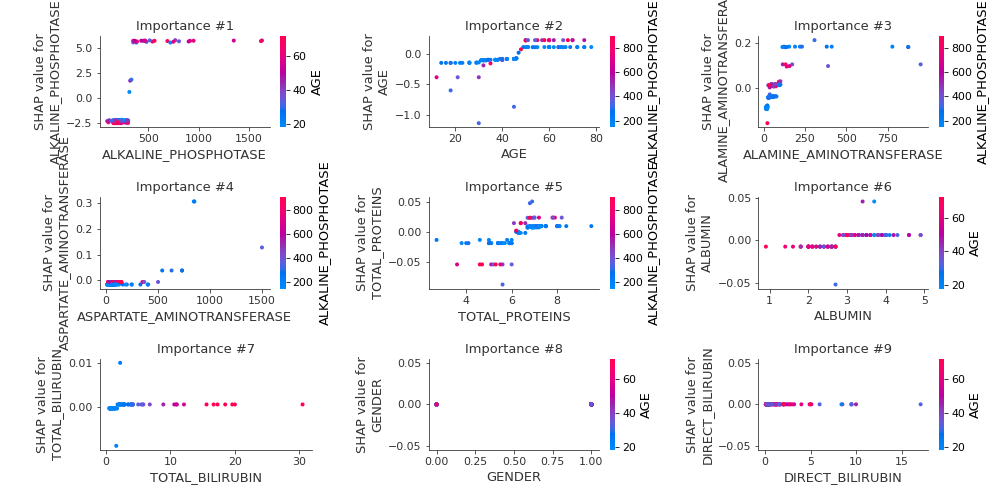 Importance #1
SHAP value for
ALKALINE_PHOSPHOTASE
5.0
2.5
0.0
−2.5
500
1000
1500
ALKALINE_PHOSPHOTASE
60
40
20
AGE
Importance #2
SHAP value for
AGE
0.0
−0.5
−1.0
20
40
60
80
AGE
800
600
400
200
ALKALINE_PHOSPHOTASE
Importance #3
SHAP value for
ALAMINE_AMINOTRANSFERASE
0.2
0.0
0
250
500
750
ALAMINE_AMINOTRANSFERASE
800
600
400
200
ALKALINE_PHOSPHOTASE
Importance #4
SHAP value for
ASPARTATE_AMINOTRANSFERASE
0.3
0.2
0.1
0.0
0
500
1000
1500
ASPARTATE_AMINOTRANSFERASE
800
600
400
200
ALKALINE_PHOSPHOTASE
Importance #5
SHAP value for
TOTAL_PROTEINS
0.05
0.00
−0.05
4
6
8
TOTAL_PROTEINS
800
600
400
200
ALKALINE_PHOSPHOTASE
Importance #6
SHAP value for
ALBUMIN
0.05
0.00
−0.05
1
2
3
4
5
ALBUMIN
60
40
20
AGE
Importance #7
SHAP value for
TOTAL_BILIRUBIN
0.01
0.00
0
10
20
30
TOTAL_BILIRUBIN
Importance #8
SHAP value for
GENDER
0.05
0.00
−0.05
0.00
0.25
0.50
0.75
1.00
GENDER
60
40
20
AGE
Importance #9
SHAP value for
DIRECT_BILIRUBIN
0.05
0.00
−0.05
0
5
10
15
DIRECT_BILIRUBIN
60
40
20
AGE